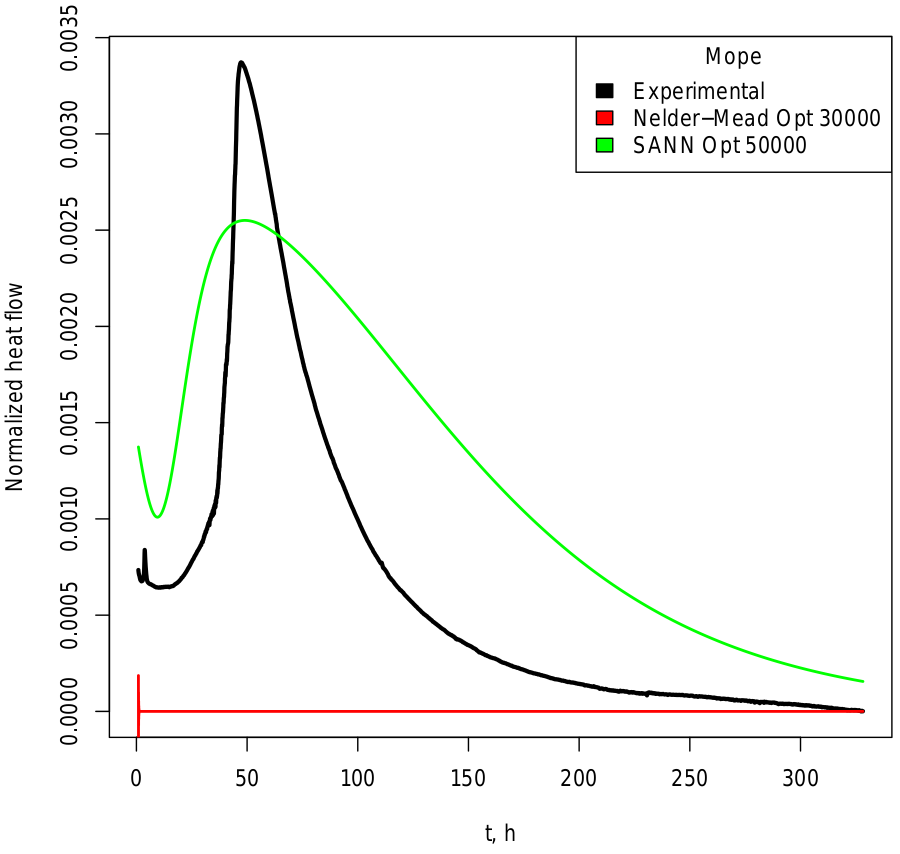 Mope
Experimental
Nelder–Mead Opt 30000
SANN Opt 50000
Normalized heat flow
0.0035
0.0030
0.0025
0.0020
0.0015
0.0010
0.0005
0.0000
0 50 100 150 200 250 300
t, h